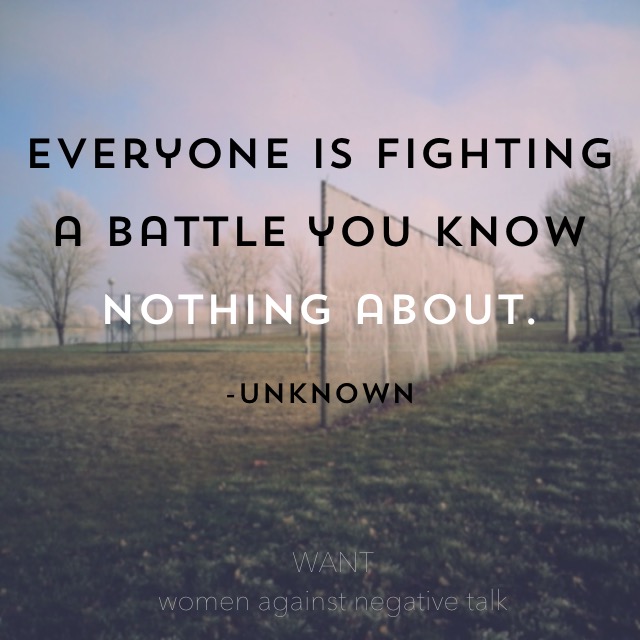 EVERYONE IS FIGHTING
A BATTLE YOU KNOW
NOTHING ABOUT.
-UNKNOWN
WANT
women against negative talk